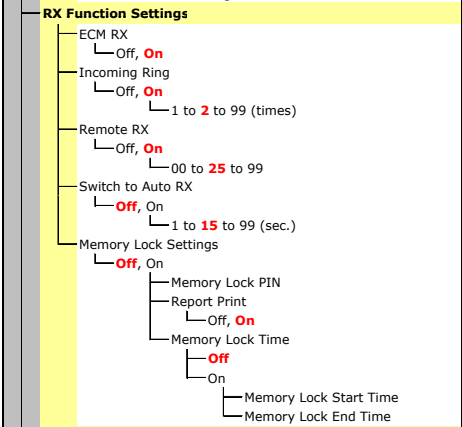 RX Function Settings
ECM RX
Off, On
Incoming Ring
Off, On
1 to 2 to 99 (times)
Remote RX
Off, On
00 to 25 to 99
Switch to Auto RX
Off, On
1 to 15 to 99 (sec.)
Memory Lock Settings
Off, On
Memory Lock PIN
Report Print
Off, On
Memory Lock Time
Off
On
Memory Lock Start Time
Memory Lock End Time